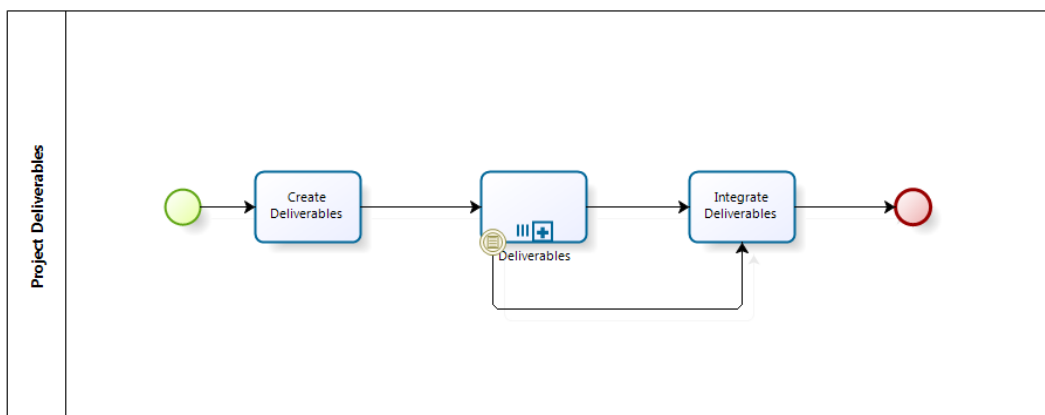 Project Deliverables
Create
Deliverables
Deliverables
Integrate
Deliverables